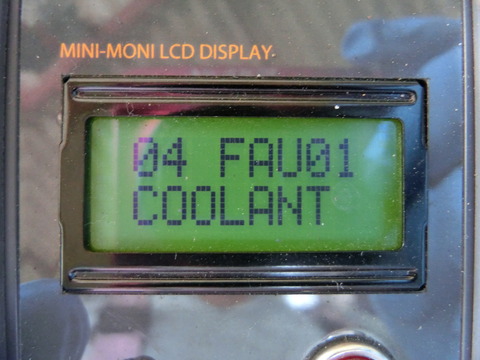 MINI-MONI LCD DISPLAY
04 FAU01
COOLANT